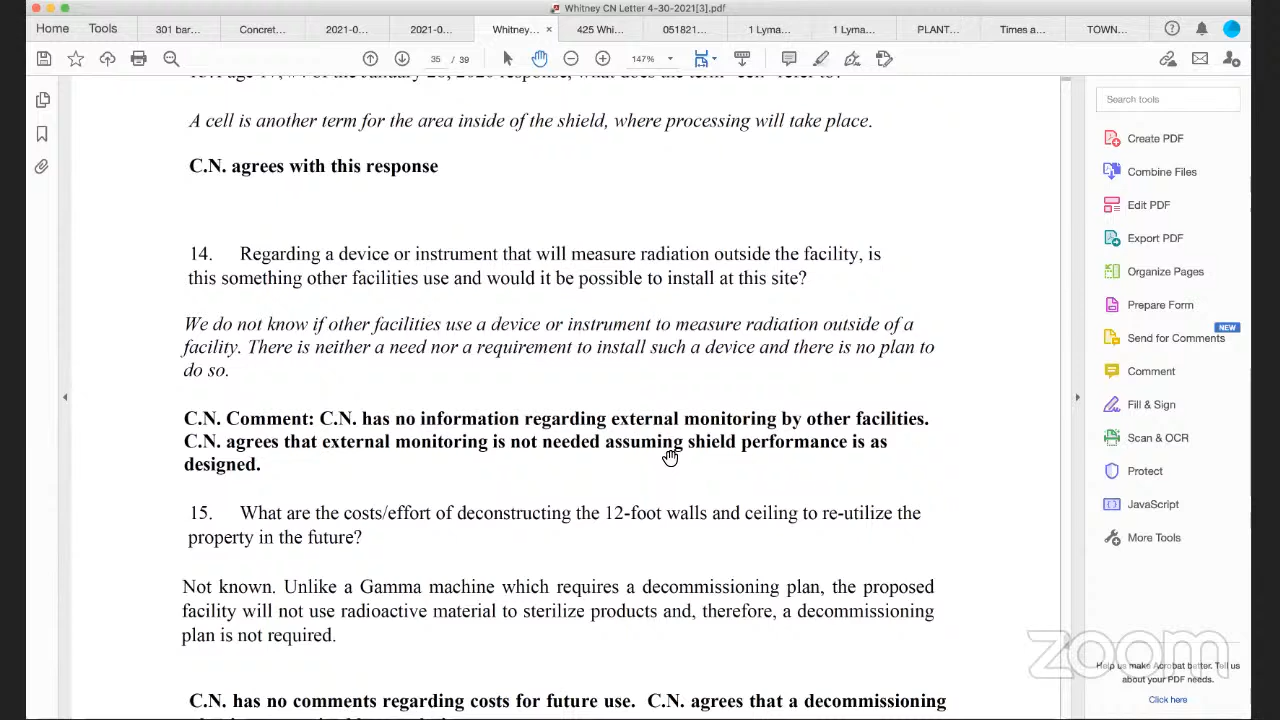 Whitney CN Letter 4-30-2021[3].pdf
Home Tools 301 bar... Concret... 2021-0... 2021-0... Whitney... × 425 Whi... 051821... 1 Lyma... 1 Lyma... PLANT... Times a... TOWN...
35 / 39 147%
A cell is another term for the area inside of the shield, where processing will take place.
C.N. agrees with this response
14. Regarding a device or instrument that will measure radiation outside the facility, is
this something other facilities use and would it be possible to install at this site?
We do not know if other facilities use a device or instrument to measure radiation outside of a
facility. There is neither a need nor a requirement to install such a device and there is no plan to
do so.
C.N. Comment: C.N. has no information regarding external monitoring by other facilities.
C.N. agrees that external monitoring is not needed assuming shield performance is as
designed.
15. What are the costs/effort of deconstructing the 12-foot walls and ceiling to re-utilize the
property in the future?
Not known. Unlike a Gamma machine which requires a decommissioning plan, the proposed
facility will not use radioactive material to sterilize products and, therefore, a decommissioning
plan is not required.
C.N. has no comments regarding costs for future use. C.N. agrees that a decommissioning
Search tools
Create PDF
Combine Files
Edit PDF
Export PDF
Organize Pages
Prepare Form
NEW
Send for Comments
Comment
Fill & Sign
Scan & OCR
Protect
JavaScript
More Tools
zoom
Help us make Acrobat better. Tell us
about your PDF needs.
Click here